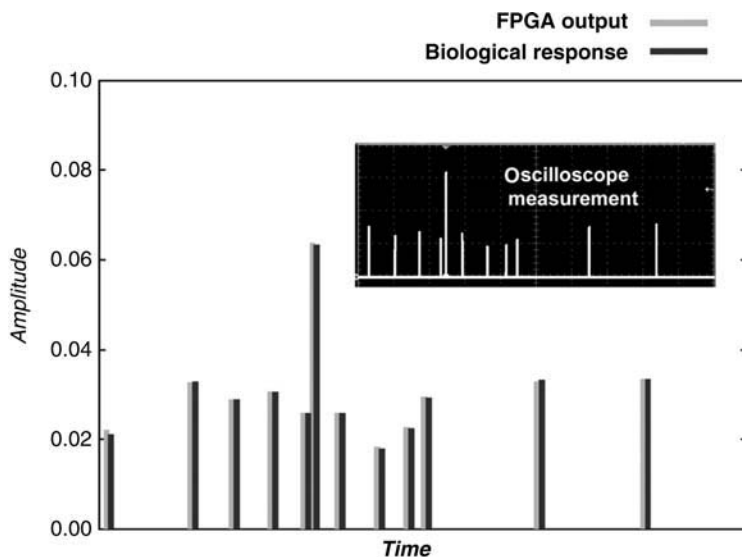 FPGA output
Biological response
0.10
0.08
0.06
0.04
0.02
0.00
Amplitude
Oscilloscope
measurement
Time